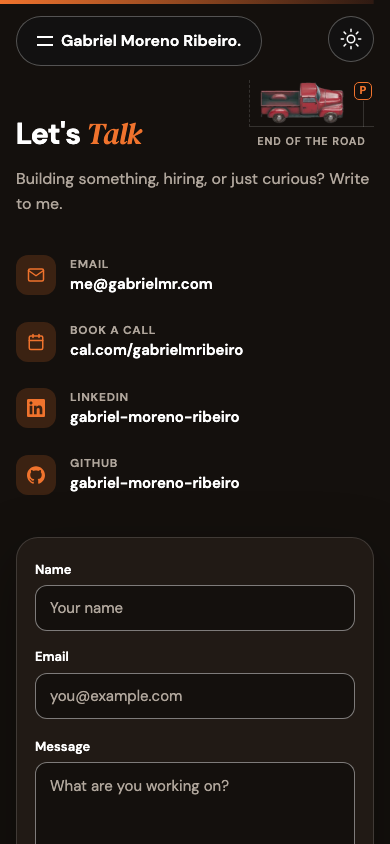 Gabriel Moreno Ribeiro.
P
Let's Talk
END OF THE ROAD
Building something, hiring, or just curious? Write
to me.
EMAIL
me@gabrielmr.com
BOOK A CALL
cal.com/gabrielmribeiro
LINKEDIN
gabriel-moreno-ribeiro
GITHUB
gabriel-moreno-ribeiro
Name
Your name
Email
you@example.com
Message
What are you working on?